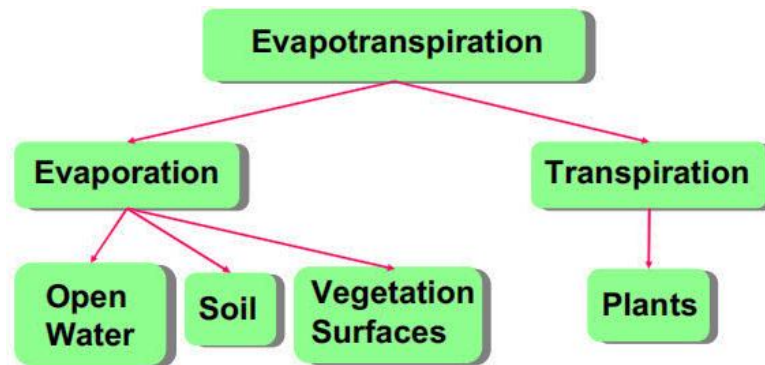 Evapotranspiration
Evaporation
Transpiration
Open
Water
Soil
Vegetation
Surfaces
Plants